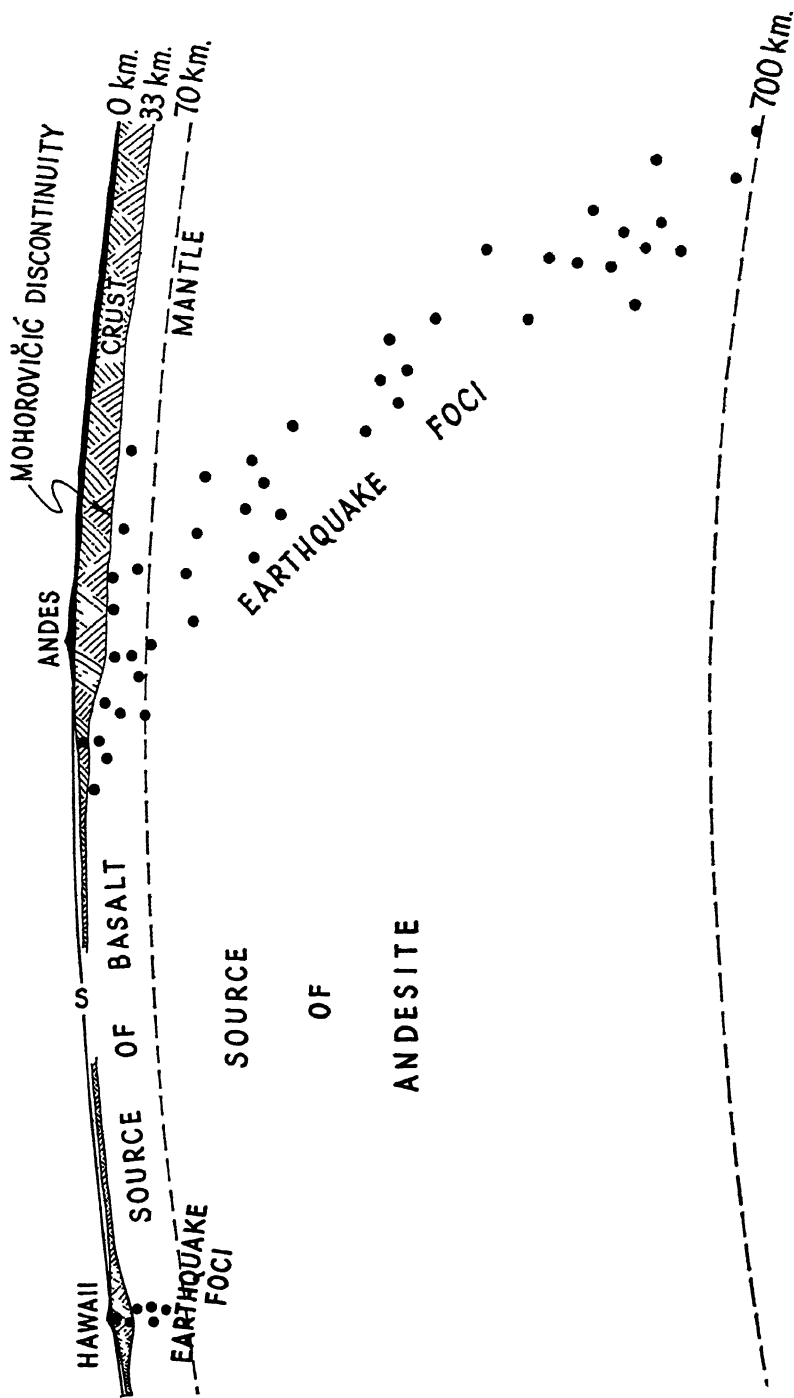 HAWAII
ANDES
MOHOROVIČIĆ DISCONTINUITY
0 km.
33 km.
70 km.
S
CRUST
MANTLE
SOURCE OF BASALT
EARTHQUAKE
FOCI
SOURCE
OF
ANDESITE
EARTHQUAKE
FOCI
700 km.